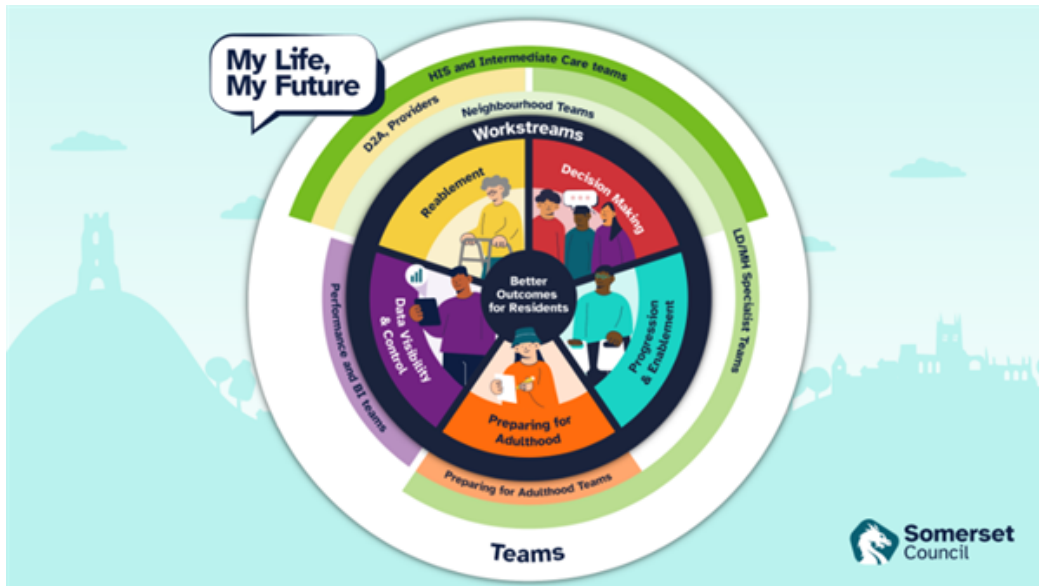 My Life,
My Future
HIS and Intermediate Care teams
D2A, Providers
Neighbourhood Teams
Workstreams
Reablement
Decision Making
LD/MH Specialist Teams
Better
Outcomes
for Residents
Data Visibility
& Control
Progression
& Enablement
Performance and BI teams
Preparing for
Adulthood
Preparing for Adulthood Teams
Teams
Somerset
Council